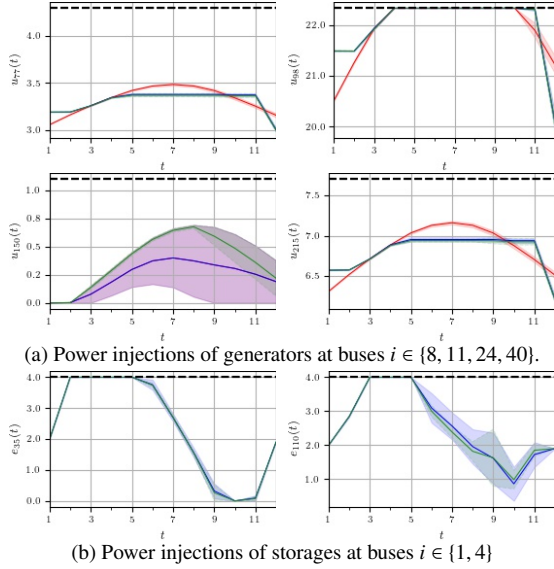 4.0
3.5
3.0
u₇₇(t)
1 3 5 7 9 11
t
22.0
21.0
20.0
u₉₈(t)
1 3 5 7 9 11
t
1.0
0.8
0.5
0.2
0.0
u₁₅₀(t)
1 3 5 7 9 11
t
7.5
7.0
6.5
u₂₁₅(t)
1 3 5 7 9 11
t
(a) Power injections of generators at buses i ∈ {8, 11, 24, 40}.
4.0
3.0
2.0
1.0
0.0
e₃₅(t)
1 3 5 7 9 11
t
4.0
3.0
2.0
1.0
e₁₁₀(t)
1 3 5 7 9 11
t
(b) Power injections of storages at buses i ∈ {1, 4}